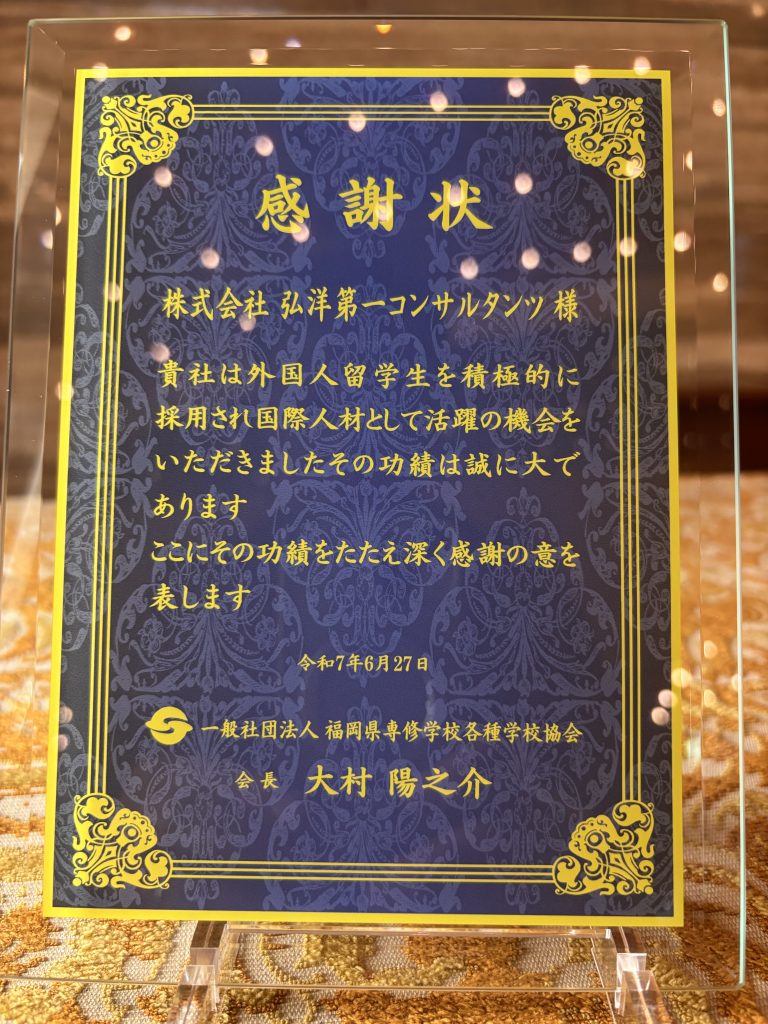 感謝状
株式会社 弘洋第一コンサルタンツ 様
貴社は外国人留学生を積極的に
採用され国際人材として活躍の機会を
いただきましたその功績は誠に大で
あります
ここにその功績をたたえ深く感謝の意を
表します
令和7年6月27日
一般社団法人 福岡県専修学校各種学校協会
会長 大村 陽之介